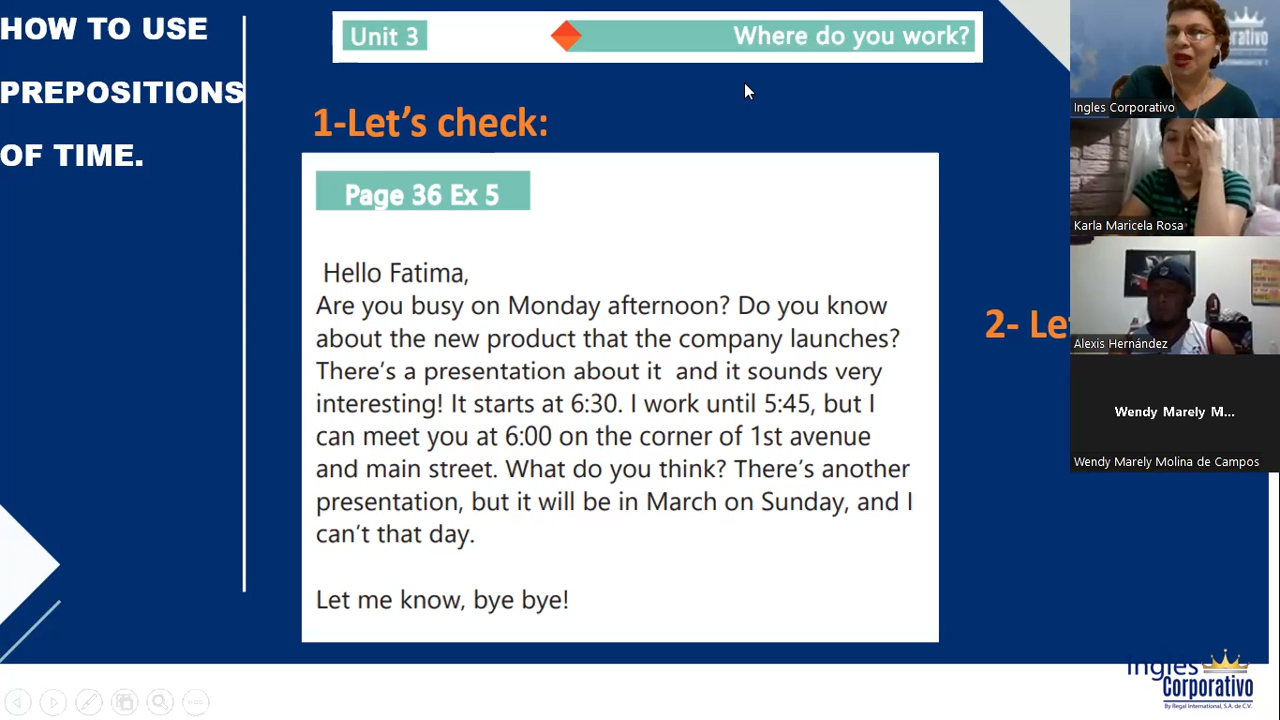 HOW TO USE
PREPOSITIONS
OF TIME.
Unit 3
Where do you work?
1-Let's check:
Page 36 Ex 5
Hello Fatima,
Are you busy on Monday afternoon? Do you know
about the new product that the company launches?
There's a presentation about it and it sounds very
interesting! It starts at 6:30. I work until 5:45, but I
can meet you at 6:00 on the corner of 1st avenue
and main street. What do you think? There's another
presentation, but it will be in March on Sunday, and I
can't that day.
Let me know, bye bye!
2- Le
Ingles Corporativo
Karla Maricela Rosa
Alexis Hernández
Wendy Marely M...
Wendy Marely Molina de Campos
Ingles
Corporativo
By Regal International, S.A. de C.V.